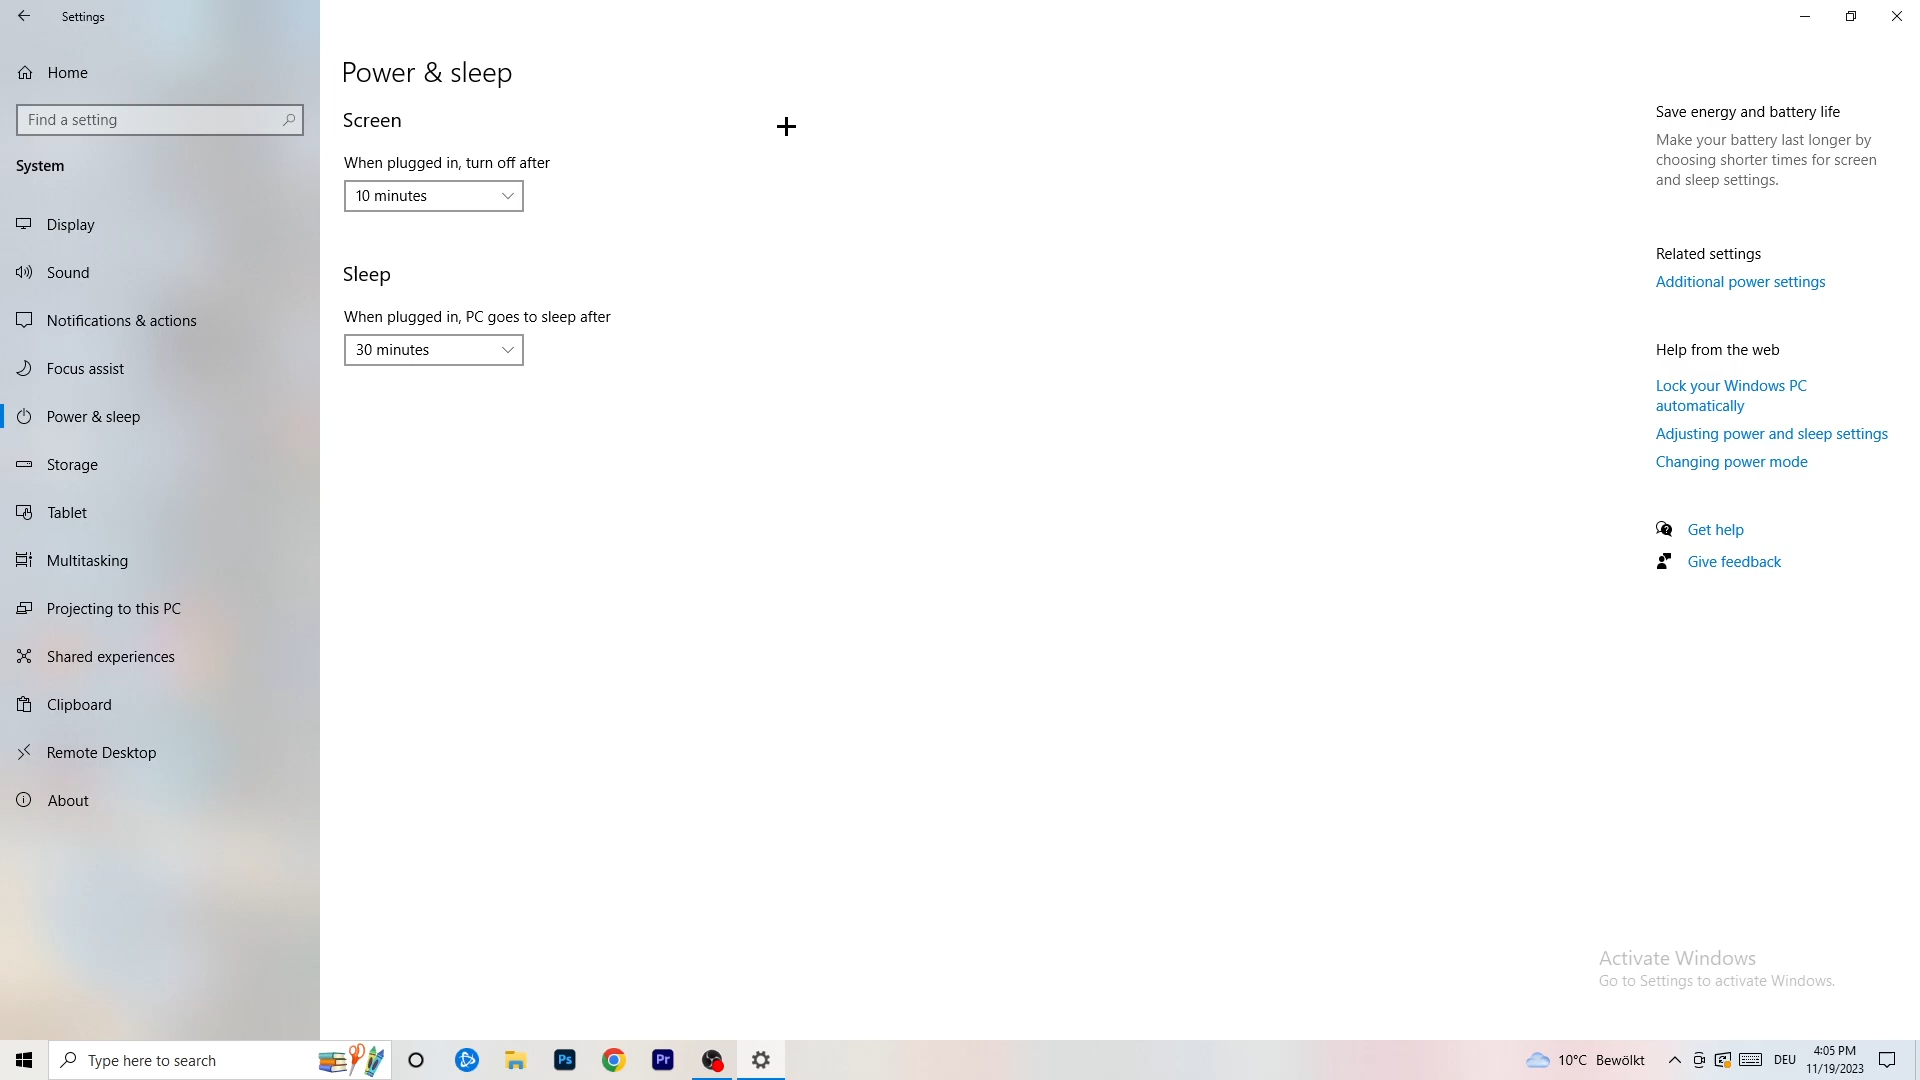 Settings
Home
Find a setting
System
Display
Sound
Notifications & actions
Focus assist
Power & sleep
Storage
Tablet
Multitasking
Projecting to this PC
Shared experiences
Clipboard
Remote Desktop
About
Power & sleep
Screen
When plugged in, turn off after
10 minutes
Sleep
When plugged in, PC goes to sleep after
30 minutes
Save energy and battery life
Make your battery last longer by
choosing shorter times for screen
and sleep settings.
Related settings
Additional power settings
Help from the web
Lock your Windows PC
automatically
Adjusting power and sleep settings
Changing power mode
Get help
Give feedback
Activate Windows
Go to Settings to activate Windows.
Type here to search
Ps
Pr
10°C Bewölkt
DEU
4:05 PM
11/19/2023